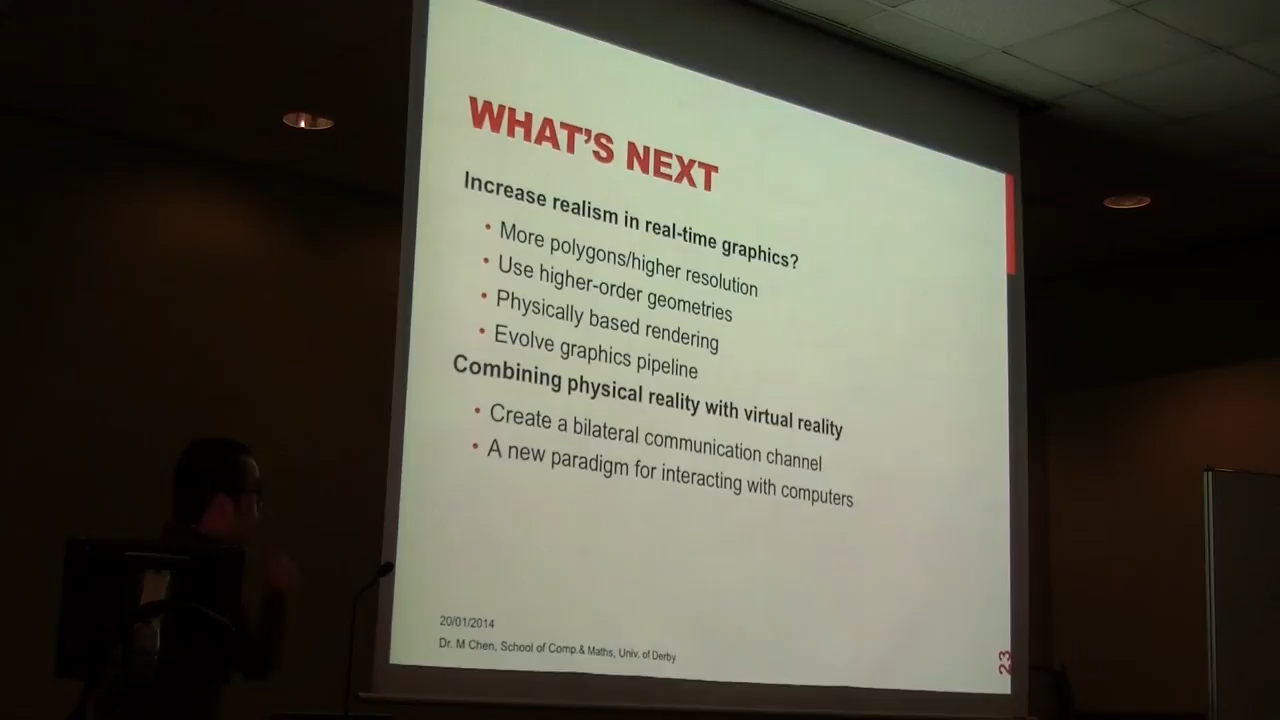 WHAT'S NEXT
Increase realism in real-time graphics?
• More polygons/higher resolution
• Use higher-order geometries
• Physically based rendering
• Evolve graphics pipeline
Combining physical reality with virtual reality
• Create a bilateral communication channel
• A new paradigm for interacting with computers
20/01/2014
Dr. M Chen, School of Comp.& Maths, Univ. of Derby
23